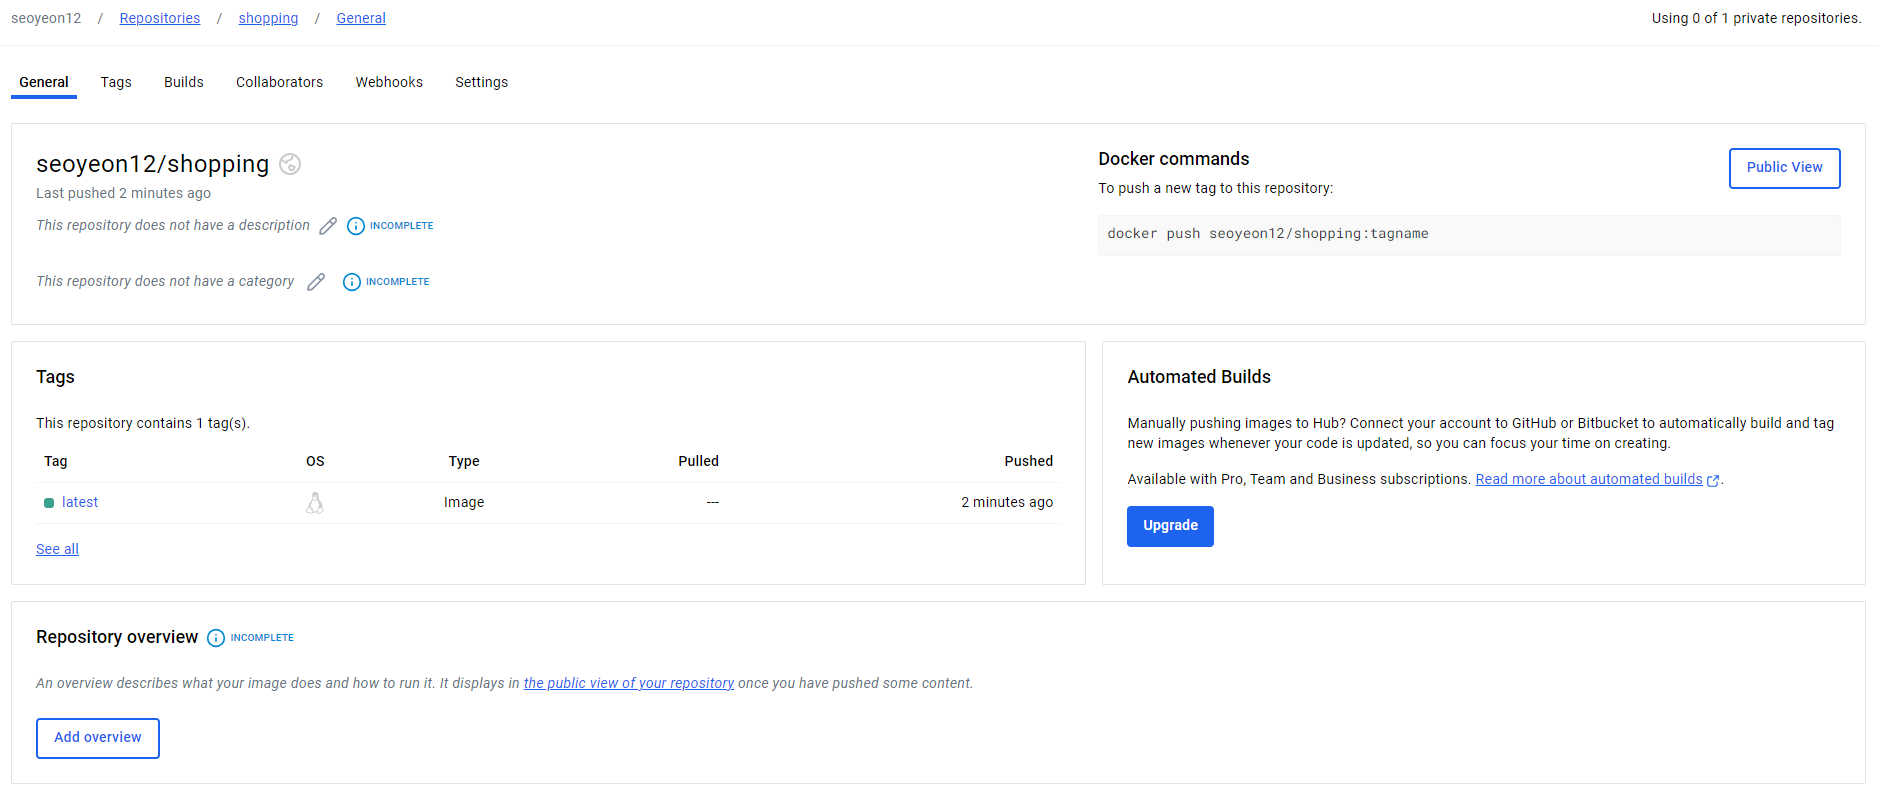 seoyeon12 / Repositories / shopping / General
Using 0 of 1 private repositories.
General Tags Builds Collaborators Webhooks Settings
seoyeon12/shopping
Last pushed 2 minutes ago
This repository does not have a description INCOMPLETE
This repository does not have a category INCOMPLETE
Docker commands
Public View
To push a new tag to this repository:
docker push seoyeon12/shopping:tagname
Tags
This repository contains 1 tag(s).
Tag OS Type Pulled Pushed
latest Image --- 2 minutes ago
See all
Automated Builds
Manually pushing images to Hub? Connect your account to GitHub or Bitbucket to automatically build and tag
new images whenever your code is updated, so you can focus your time on creating.
Available with Pro, Team and Business subscriptions. Read more about automated builds .
Upgrade
Repository overview INCOMPLETE
An overview describes what your image does and how to run it. It displays in the public view of your repository once you have pushed some content.
Add overview